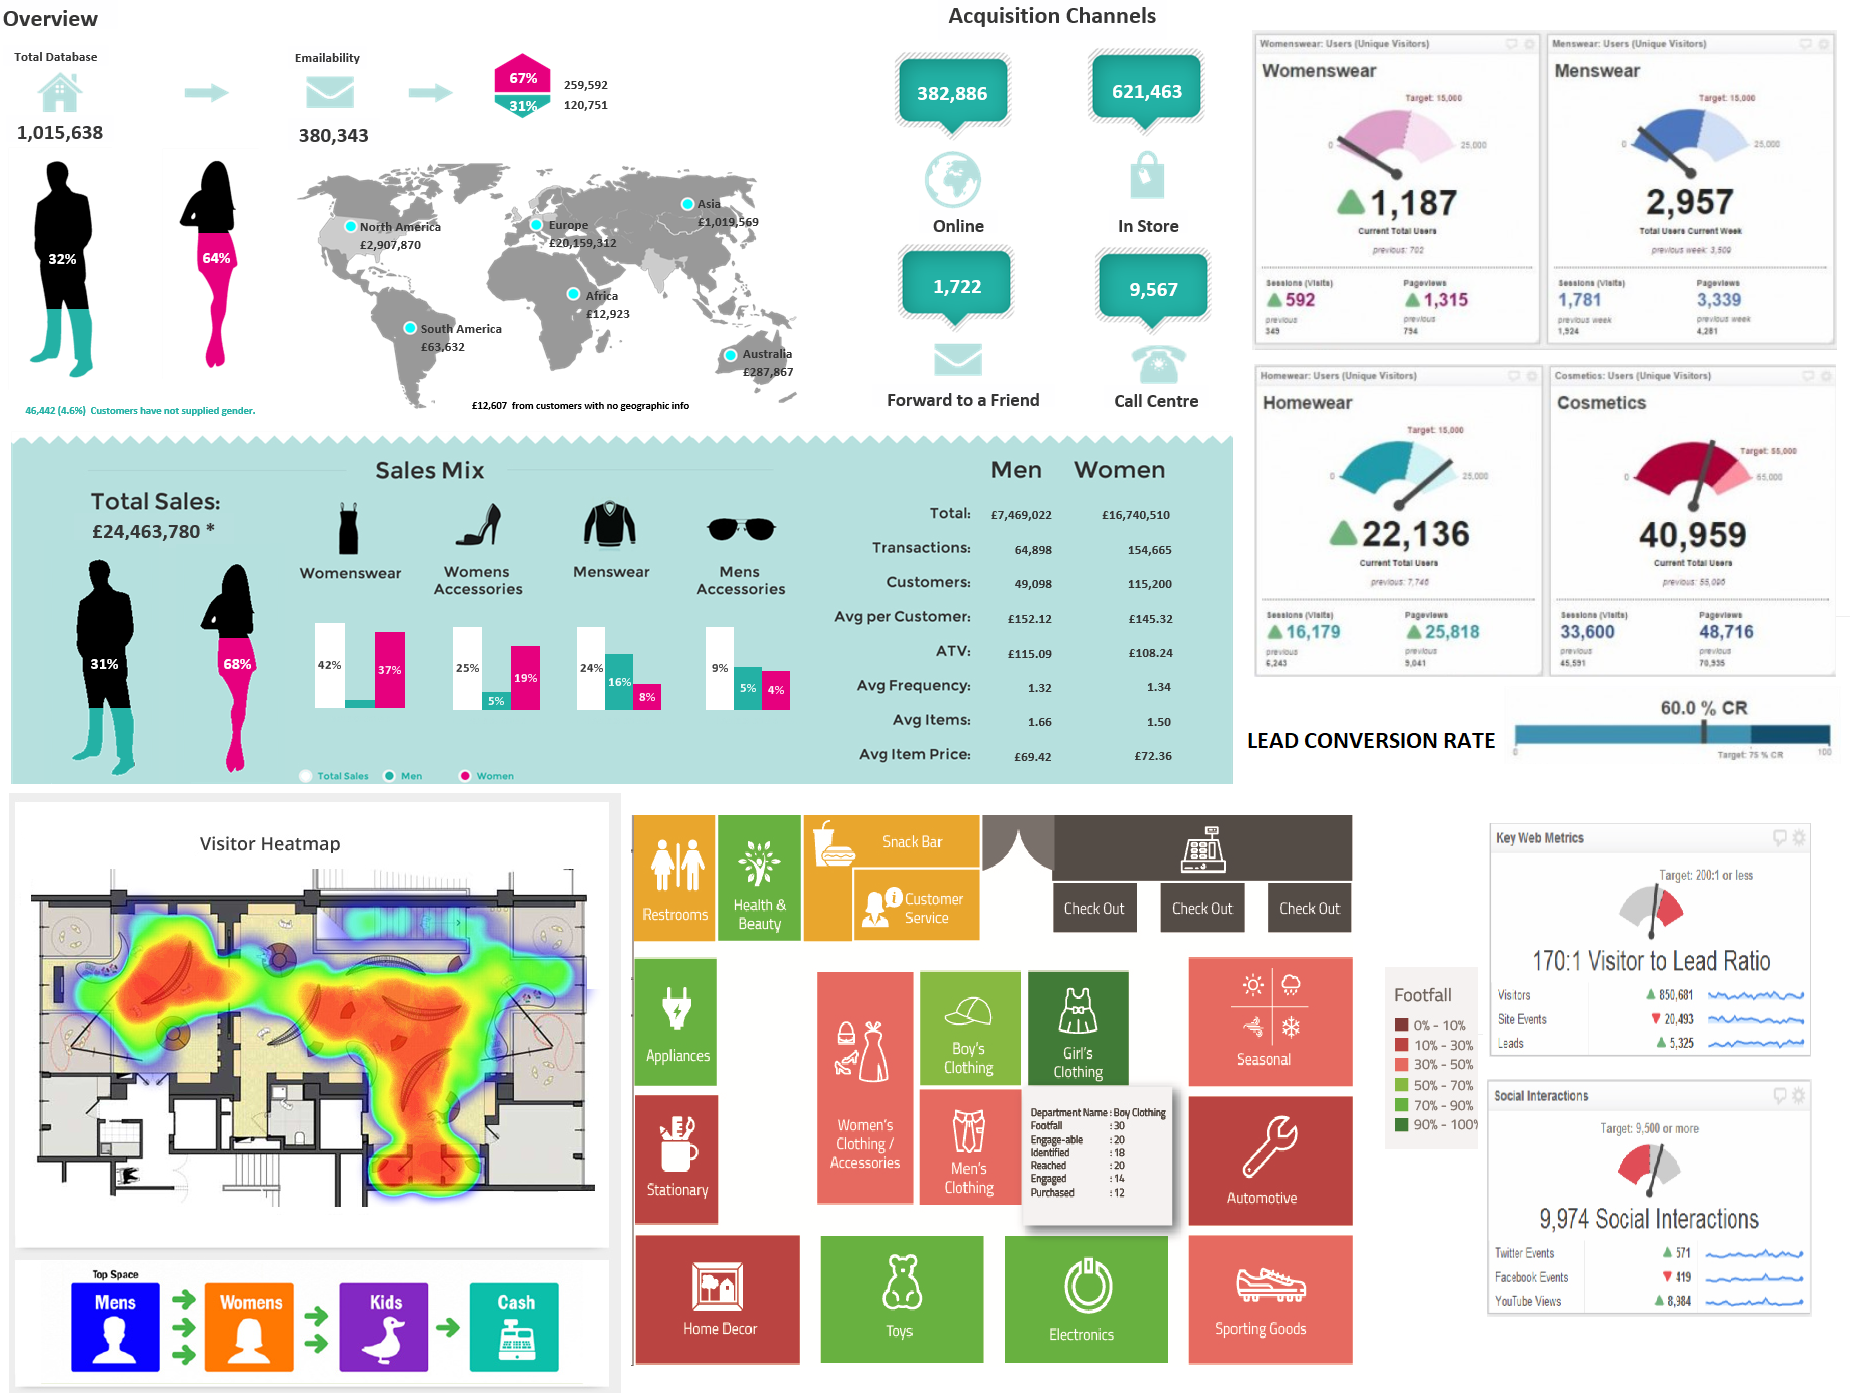 Overview
Total Database
1,015,638
Emailability
380,343
67%
31%
259,592
120,751
32%
64%
46,442 (4.6%) Customers have not supplied gender.
North America
£2,907,870
Europe
£20,159,312
Asia
£1,019,569
Africa
£12,923
South America
£63,632
Australia
£287,867
£12,607 from customers with no geographic info
Acquisition Channels
382,886
Online
621,463
In Store
1,722
Forward to a Friend
9,567
Call Centre
Womenswear: Users (Unique Visitors)
Womenswear
Target: 15,000
0
25,000
1,187
Current Total Users
previous: 702
Sessions (Visits)
592
previous
349
Pageviews
1,315
previous
794
Menswear: Users (Unique Visitors)
Menswear
Target: 15,000
0
25,000
2,957
Total Users Current Week
previous week: 3,509
Sessions (Visits)
1,781
previous week
1,924
Pageviews
3,339
previous week
4,281
Homewear: Users (Unique Visitors)
Homewear
Target: 15,000
0
25,000
22,136
Current Total Users
previous: 7,746
Sessions (Visits)
16,179
previous
6,243
Pageviews
25,818
previous
9,041
Cosmetics: Users (Unique Visitors)
Cosmetics
Target: 55,000
0
65,000
40,959
Current Total Users
previous: 55,096
Sessions (Visits)
33,600
previous
45,591
Pageviews
48,716
previous
70,935
LEAD CONVERSION RATE
60.0 % CR
0
Target: 75 % CR
100
Sales Mix
Total Sales:
£24,463,780 *
31%
68%
Womenswear
42%
37%
Womens
Accessories
25%
5%
19%
Menswear
24%
16%
8%
Mens
Accessories
9%
5%
4%
Total Sales
Men
Women
Men Women
Total: £7,469,022 £16,740,510
Transactions: 64,898 154,665
Customers: 49,098 115,200
Avg per Customer: £152.12 £145.32
ATV: £115.09 £108.24
Avg Frequency: 1.32 1.34
Avg Items: 1.66 1.50
Avg Item Price: £69.42 £72.36
Visitor Heatmap
Top Space
Mens
Womens
Kids
Cash
Restrooms
Health &
Beauty
Snack Bar
Customer
Service
Check Out
Check Out
Check Out
Appliances
Women's
Clothing /
Accessories
Boy's
Clothing
Girl's
Clothing
Seasonal
Stationary
Men's
Clothing
Department Name : Boy Clothing
Footfall : 30
Engage-able : 20
Identified : 18
Reached : 20
Engaged : 14
Purchased : 12
Automotive
Home Decor
Toys
Electronics
Sporting Goods
Footfall
0% - 10%
10% - 30%
30% - 50%
50% - 70%
70% - 90%
90% - 100%
Key Web Metrics
Target: 200:1 or less
170:1 Visitor to Lead Ratio
Visitors 850,681
Site Events 20,493
Leads 5,325
Social Interactions
Target: 9,500 or more
9,974 Social Interactions
Twitter Events 571
Facebook Events 419
YouTube Views 8,984